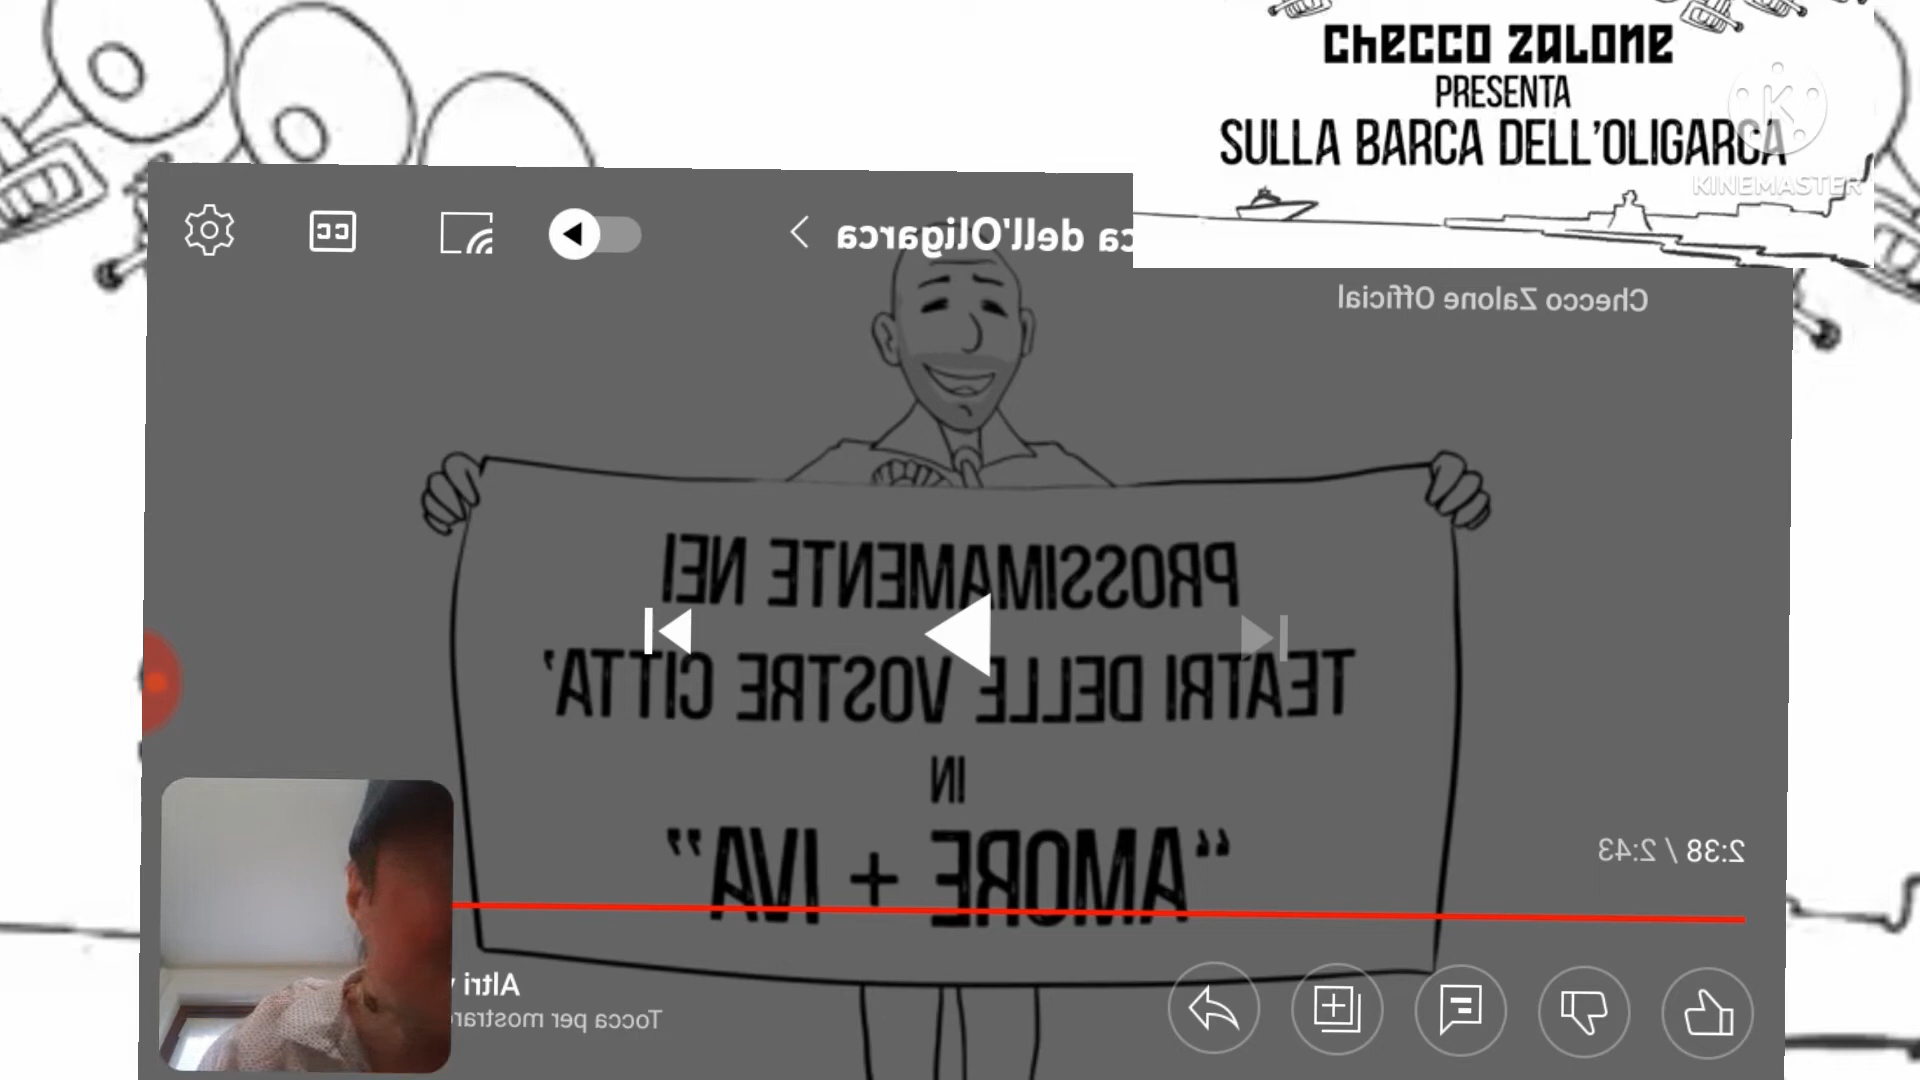 CHECCO ZALONE
PRESENTA
SULLA BARCA DELL'OLIGARCA
KINEMASTER
ca dell'Oligarca
Checco Zalone Official
PROSSIMAMENTE NEI
TEATRI DELLE VOSTRE CITTA'
IN
“AMORE + IVA”
2:38 / 2:43
Altri
Tocca per mostrare